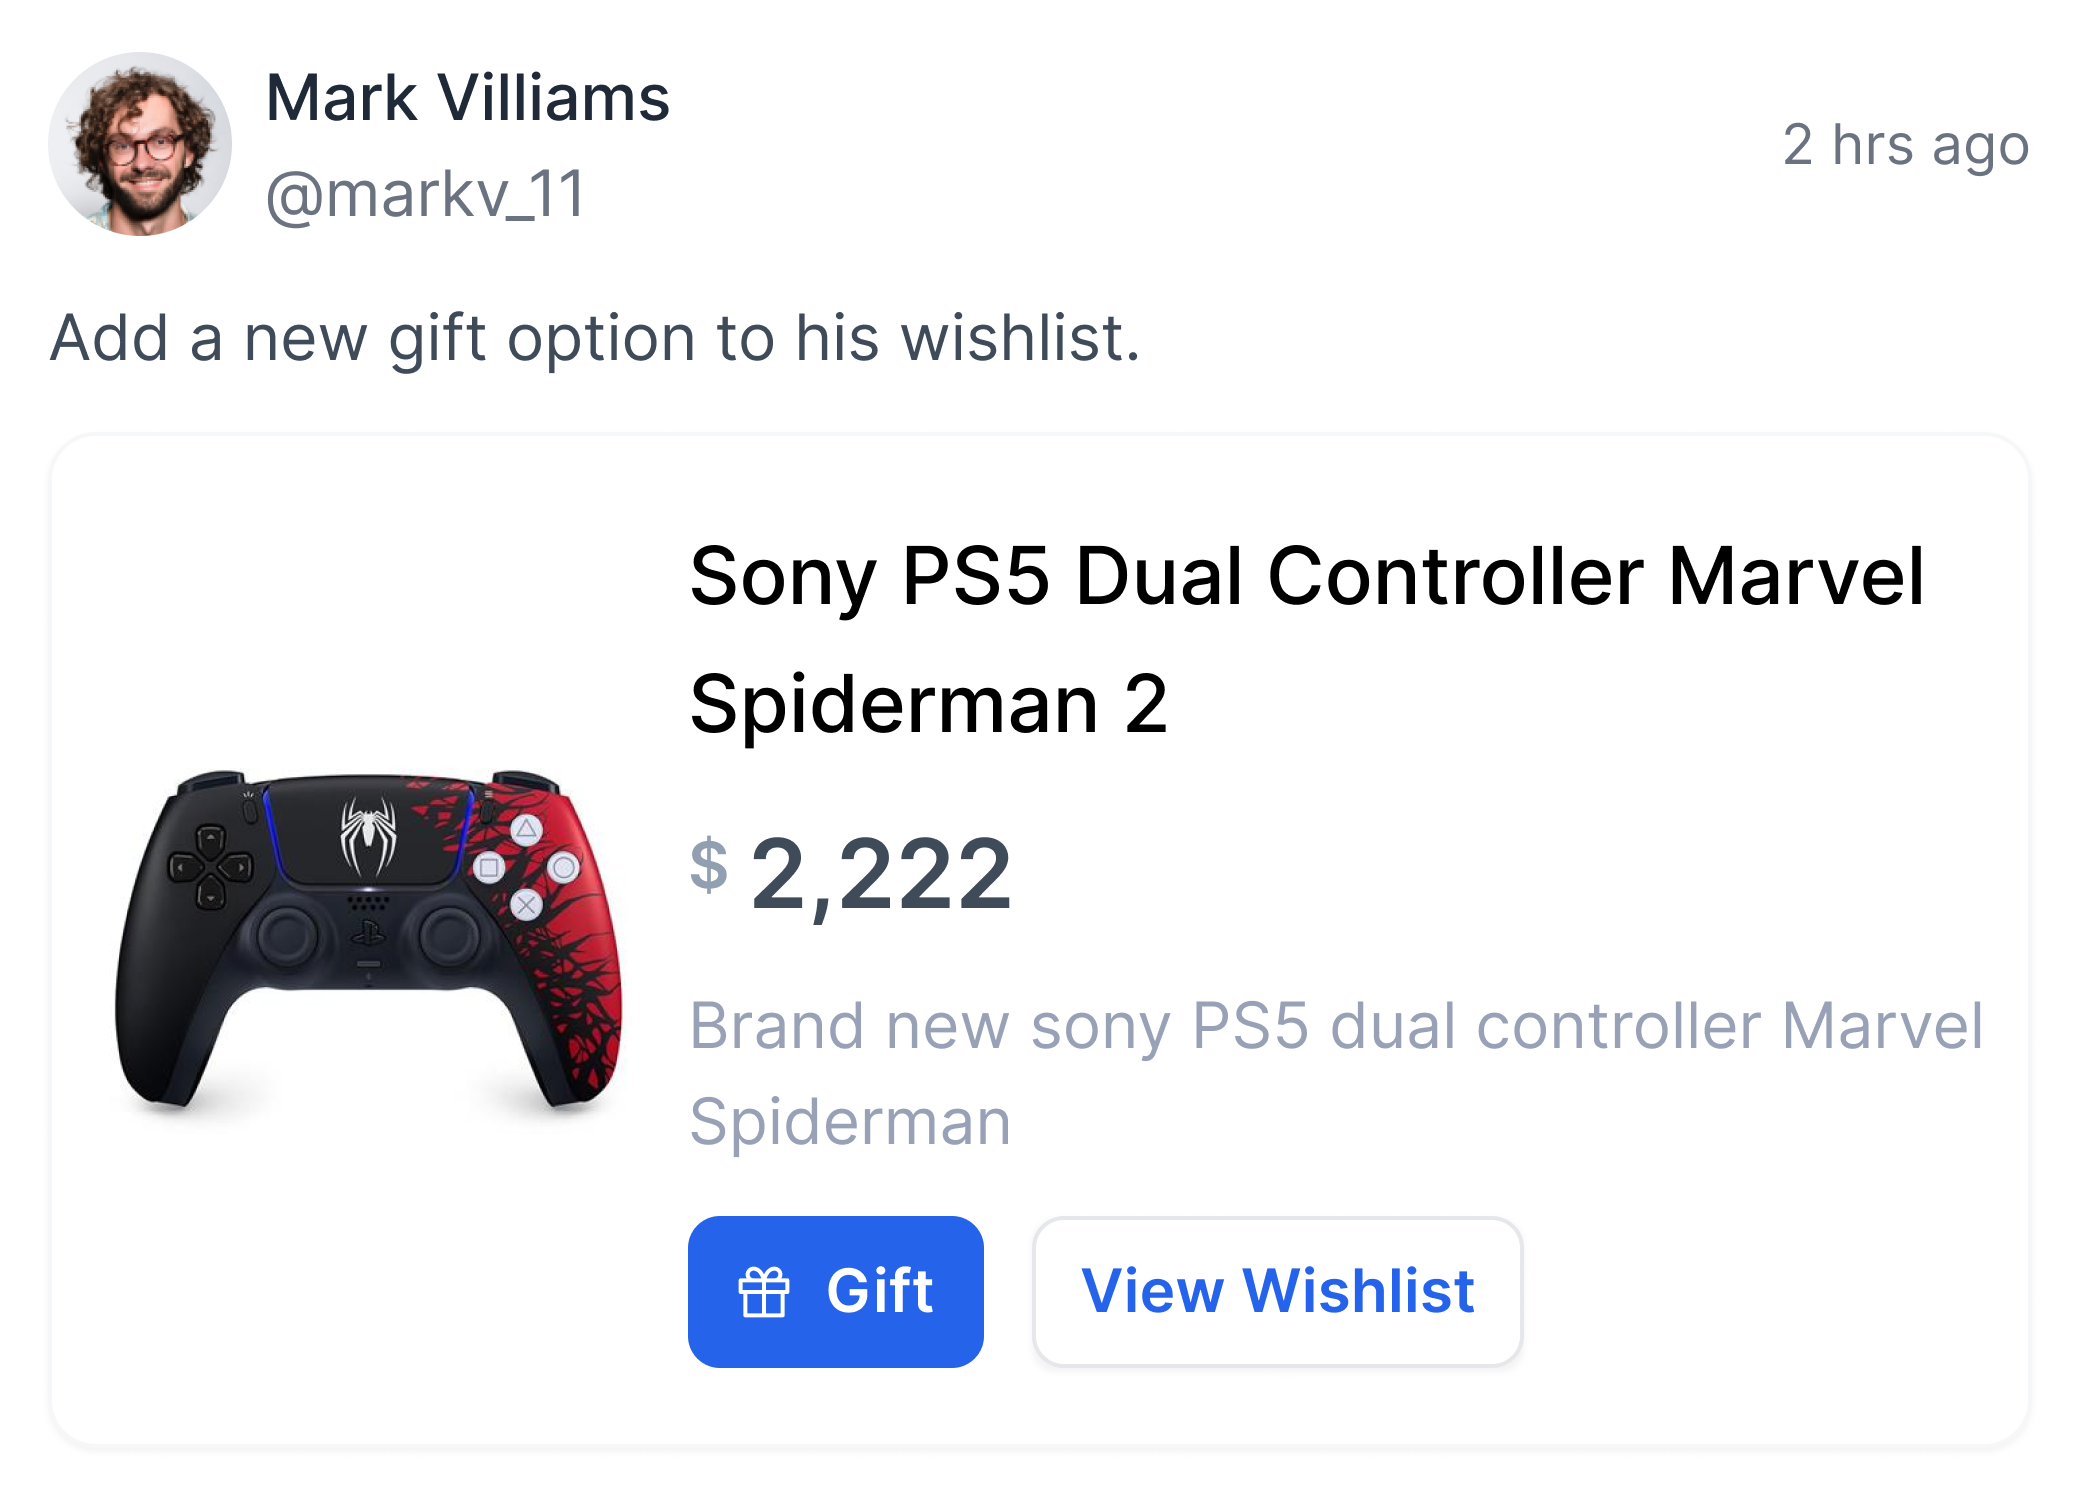 Mark Villiams
@markv_11
2 hrs ago
Add a new gift option to his wishlist.
Sony PS5 Dual Controller Marvel
Spiderman 2
$ 2,222
Brand new sony PS5 dual controller Marvel
Spiderman
Gift
View Wishlist